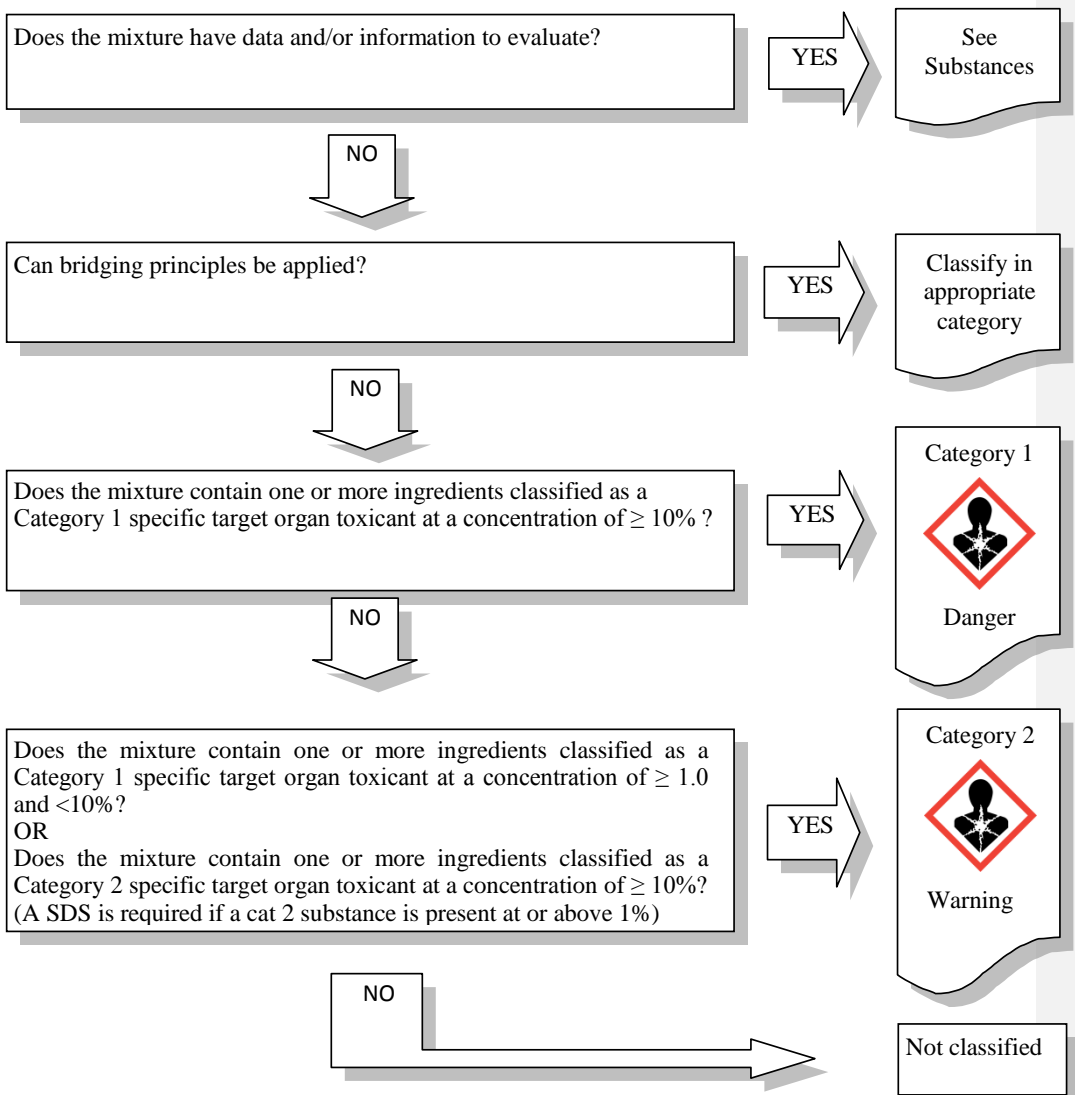 Does the mixture have data and/or information to evaluate?
YES
See
Substances
NO
Can bridging principles be applied?
YES
Classify in
appropriate
category
NO
Does the mixture contain one or more ingredients classified as a
Category 1 specific target organ toxicant at a concentration of ≥ 10% ?
YES
Category 1
Danger
NO
Does the mixture contain one or more ingredients classified as a
Category 1 specific target organ toxicant at a concentration of ≥ 1.0
and <10%?
OR
Does the mixture contain one or more ingredients classified as a
Category 2 specific target organ toxicant at a concentration of ≥ 10%?
(A SDS is required if a cat 2 substance is present at or above 1%)
YES
Category 2
Warning
NO
Not classified